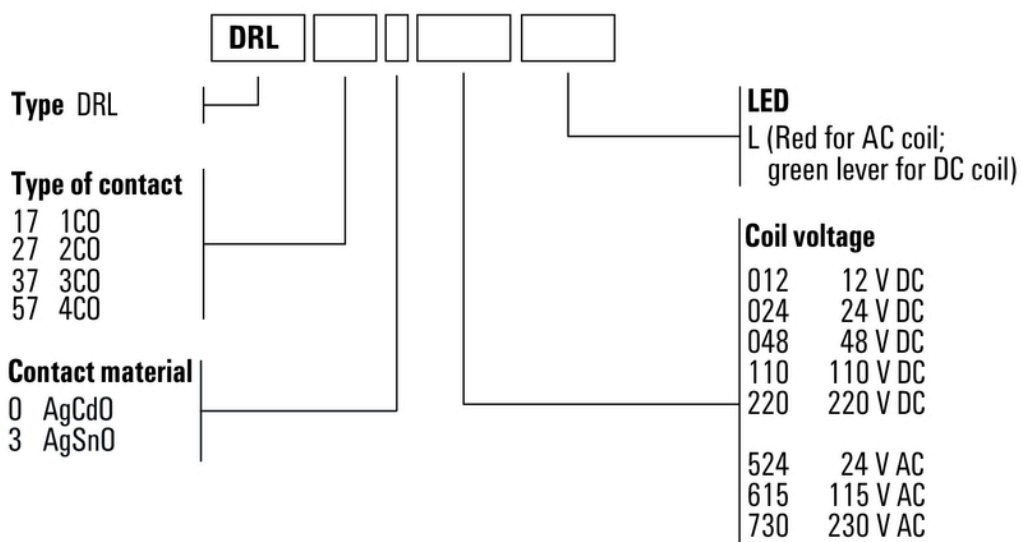 DRL
Type DRL
Type of contact
17 1CO
27 2CO
37 3CO
57 4CO
Contact material
0 AgCdO
3 AgSnO
LED
L (Red for AC coil;
green lever for DC coil)
Coil voltage
012 12 V DC
024 24 V DC
048 48 V DC
110 110 V DC
220 220 V DC
524 24 V AC
615 115 V AC
730 230 V AC